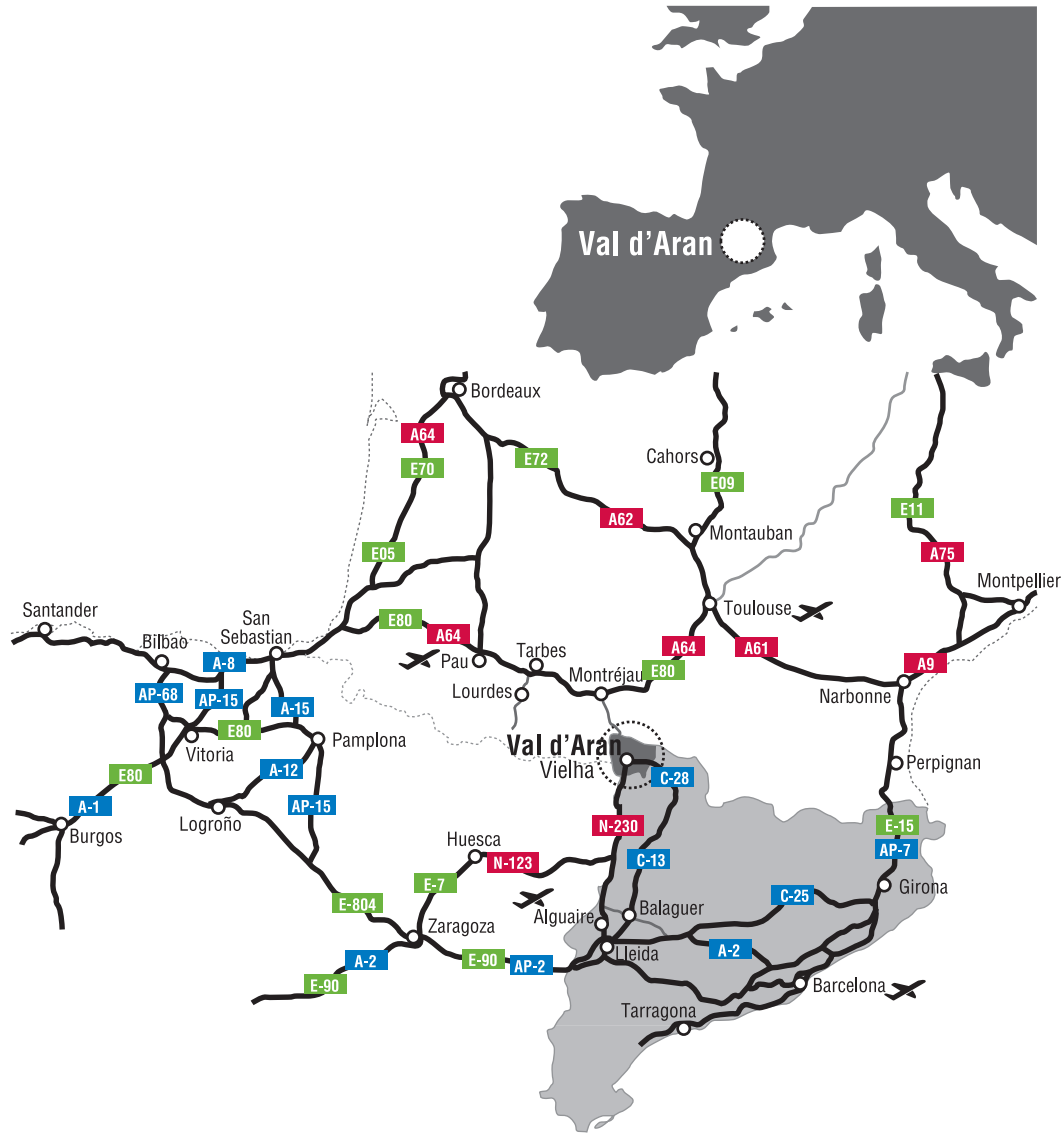 Val d'Aran
Bordeaux
A64
E70
E72
Cahors
E09
A62
Montauban
E11
A75
E05
Montpellier
Santander
San
Sebastian
Bilbao
E80
A64
Toulouse
A-8
Pau
Tarbes
Lourdes
Montréjau
A64
E80
A61
A9
Narbonne
AP-68
AP-15
A-15
E80
Vitoria
Pamplona
Val d'Aran
Vielha
C-28
Perpignan
E80
A-12
A-1
Burgos
Logroño
AP-15
N-230
E-15
AP-7
Huesca
N-123
C-13
E-7
Girona
C-25
E-804
Alguaire
Balaguer
Zaragoza
Lleida
A-2
A-2
E-90
AP-2
E-90
Barcelona
Tarragona